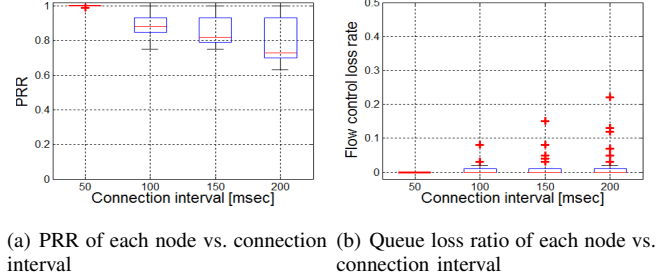 1
0.8
0.6
0.4
0.2
0
PRR
50 100 150 200
Connection interval [msec]
0.5
0.4
0.3
0.2
0.1
0
Flow control loss rate
50 100 150 200
Connection interval [msec]
(a) PRR of each node vs. connection
interval
(b) Queue loss ratio of each node vs.
connection interval